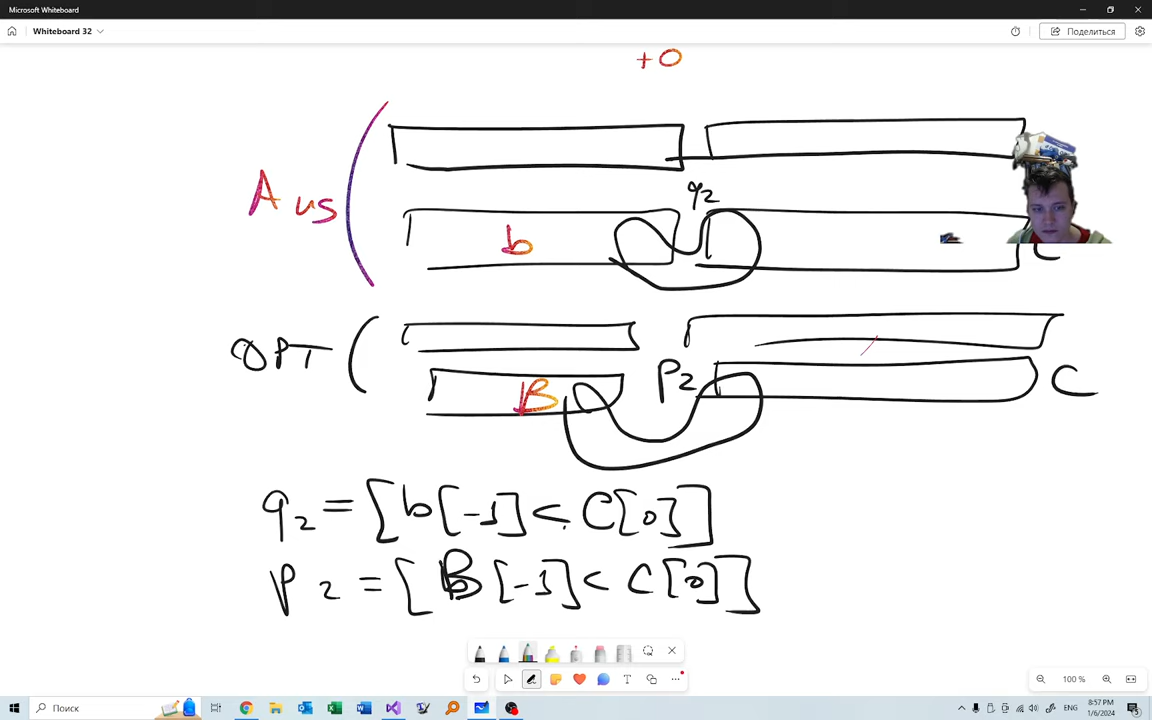 Microsoft Whiteboard
Whiteboard 32
Поделиться
+0
Aus
q2
b
C
OPT
p2
B
C
q2 = [b[-1] < C[0]]
p2 = [B[-1] < C[0]]
100 %
Поиск
ENG
8:57 PM
1/6/2024